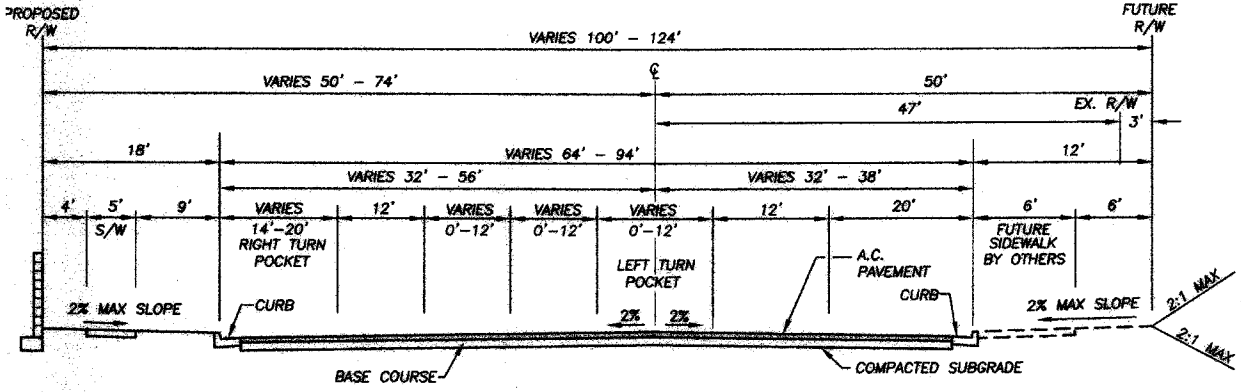 PROPOSED
R/W
FUTURE
R/W
VARIES 100' - 124'
℄
VARIES 50' - 74'
50'
47'
EX. R/W
3'
18'
VARIES 64' - 94'
12'
VARIES 32' - 56'
VARIES 32' - 38'
4'
5'
S/W
9'
VARIES
14'-20'
RIGHT TURN
POCKET
12'
VARIES
0'-12'
VARIES
0'-12'
VARIES
0'-12'
LEFT TURN
POCKET
12'
20'
6'
FUTURE
SIDEWALK
BY OTHERS
6'
A.C.
PAVEMENT
2% MAX SLOPE
CURB
2%
2%
CURB
2% MAX SLOPE
2:1 MAX
2:1 MAX
BASE COURSE
COMPACTED SUBGRADE